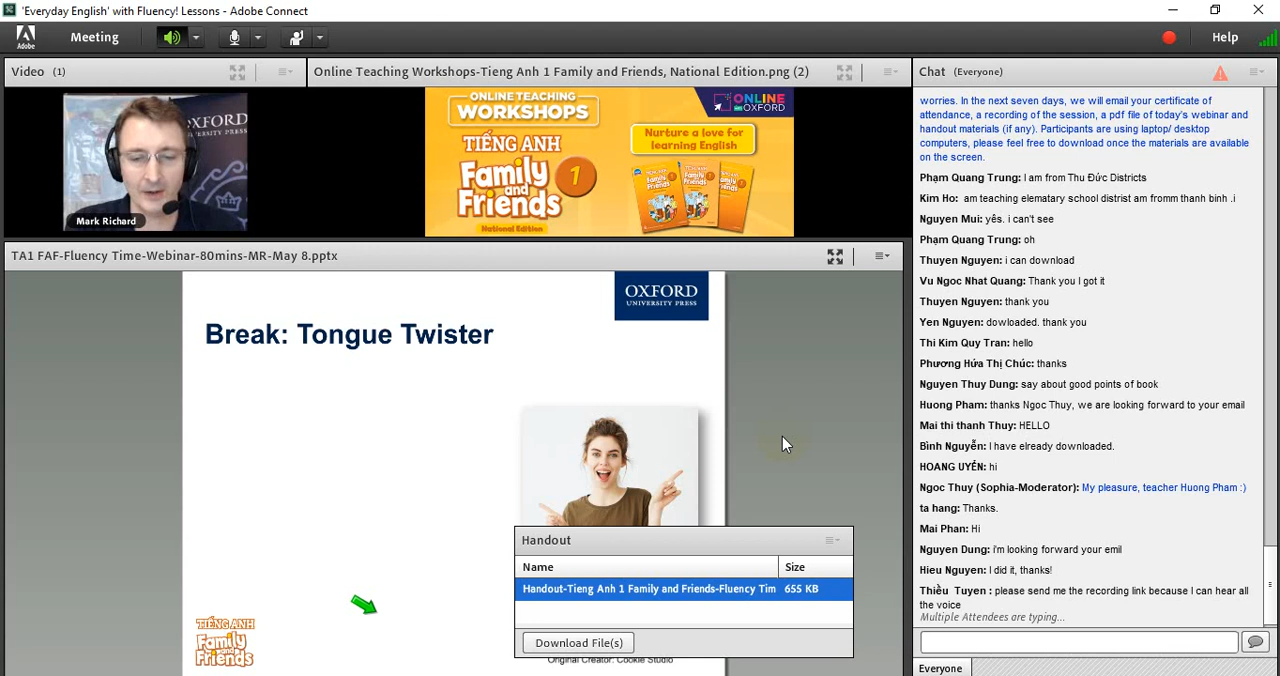 'Everyday English' with Fluency! Lessons - Adobe Connect
Adobe
Meeting
Help
Video (1)
UNIVERSITY PRESS
Mark Richard
Online Teaching Workshops-Tieng Anh 1 Family and Friends, National Edition.png (2)
ONLINE TEACHING
WORKSHOPS
TIẾNG ANH
Family
and
Friends
1
National Edition
ONLINE
OXFORD
Nurture a love for
learning English
TA1 FAF-Fluency Time-Webinar-80mins-MR-May 8.pptx
OXFORD
UNIVERSITY PRESS
Break: Tongue Twister
TIẾNG ANH
Family
and
Friends
Handout
Name Size
Handout-Tieng Anh 1 Family and Friends-Fluency Tim 655 KB
Download File(s)
Original Creator: Cookie Studio
Chat (Everyone)
worries. In the next seven days, we will email your certificate of
attendance, a recording of the session, a pdf file of today's webinar and
handout materials (if any). Participants are using laptop/ desktop
computers, please feel free to download once the materials are available
on the screen.
Phạm Quang Trung: I am from Thu Đức Districts
Kim Ho: am teaching elematary school distrist am fromm thanh binh .i
Nguyen Mui: yês. i can't see
Phạm Quang Trung: oh
Thuyen Nguyen: i can download
Vu Ngoc Nhat Quang: Thank you I got it
Thuyen Nguyen: thank you
Yen Nguyen: dowloaded. thank you
Thi Kim Quy Tran: hello
Phương Hứa Thị Chúc: thanks
Nguyen Thuy Dung: say about good points of book
Huong Pham: thanks Ngoc Thuy, we are looking forward to your email
Mai thi thanh Thuy: HELLO
Bình Nguyễn: I have already downloaded.
HOANG UYÊN: hi
Ngoc Thuy (Sophia-Moderator): My pleasure, teacher Huong Pham :)
ta hang: Thanks.
Mai Phan: Hi
Nguyen Dung: i'm looking forward your emil
Hieu Nguyen: I did it, thanks!
Thiều Tuyen : please send me the recording link because I can hear all
the voice
Multiple Attendees are typing...
Everyone